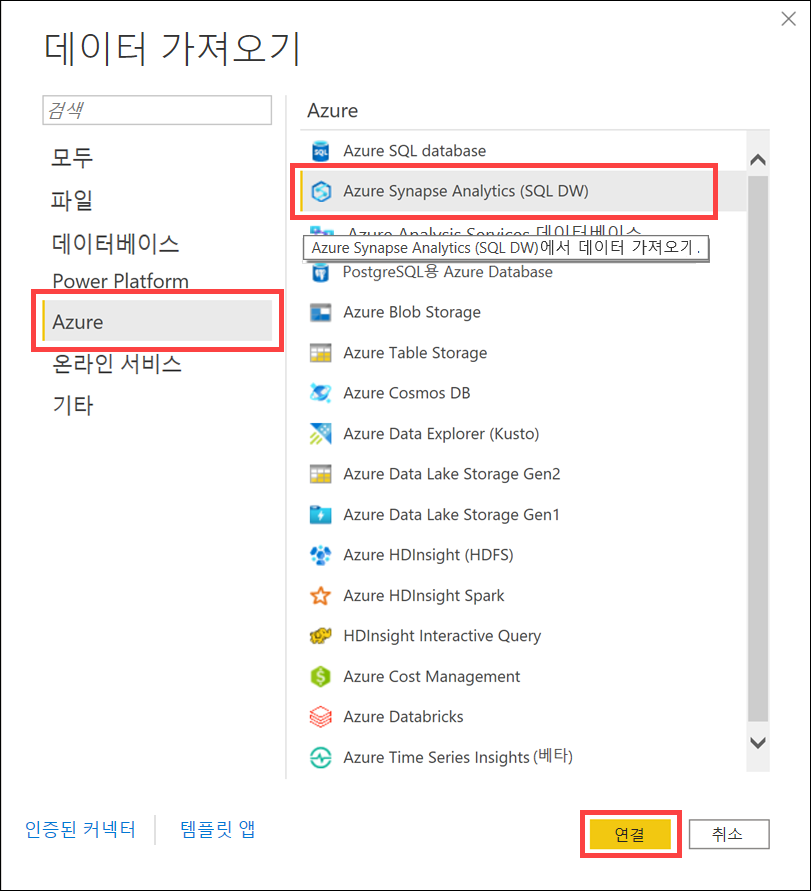 데이터 가져오기
검색
모두
파일
데이터베이스
Power Platform
Azure
온라인 서비스
기타
Azure
Azure SQL database
Azure Synapse Analytics (SQL DW)
Azure Analysis Services 데이터베이스
Azure Synapse Analytics (SQL DW)에서 데이터 가져오기.
PostgreSQL용 Azure Database
Azure Blob Storage
Azure Table Storage
Azure Cosmos DB
Azure Data Explorer (Kusto)
Azure Data Lake Storage Gen2
Azure Data Lake Storage Gen1
Azure HDInsight (HDFS)
Azure HDInsight Spark
HDInsight Interactive Query
Azure Cost Management
Azure Databricks
Azure Time Series Insights (베타)
인증된 커넥터
템플릿 앱
연결
취소